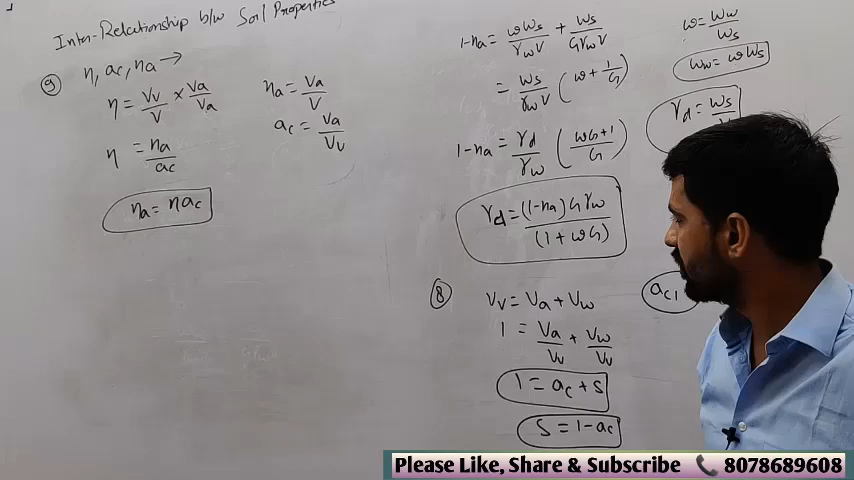 Inter-Relationship b/w Soil Properties
⑨ η, ac, na →
η = Vv/V × Va/Va
na = Va/V
η = na/ac
ac = Va/Vv
na = ηac
1-na = ωWs/γwV + Ws/GγwV
= Ws/γwV (ω + 1/G)
1-na = γd/γw (ωG+1/G)
γd = (1-na)Gγw/(1+ωG)
ω = Ww/Ws
Ww = ωWs
γd = Ws/
⑧ Vv = Va + Vw
1 = Va/Vv + Vw/Vv
1 = ac + s
s = 1-ac
ac
Please Like, Share & Subscribe 📞 8078689608